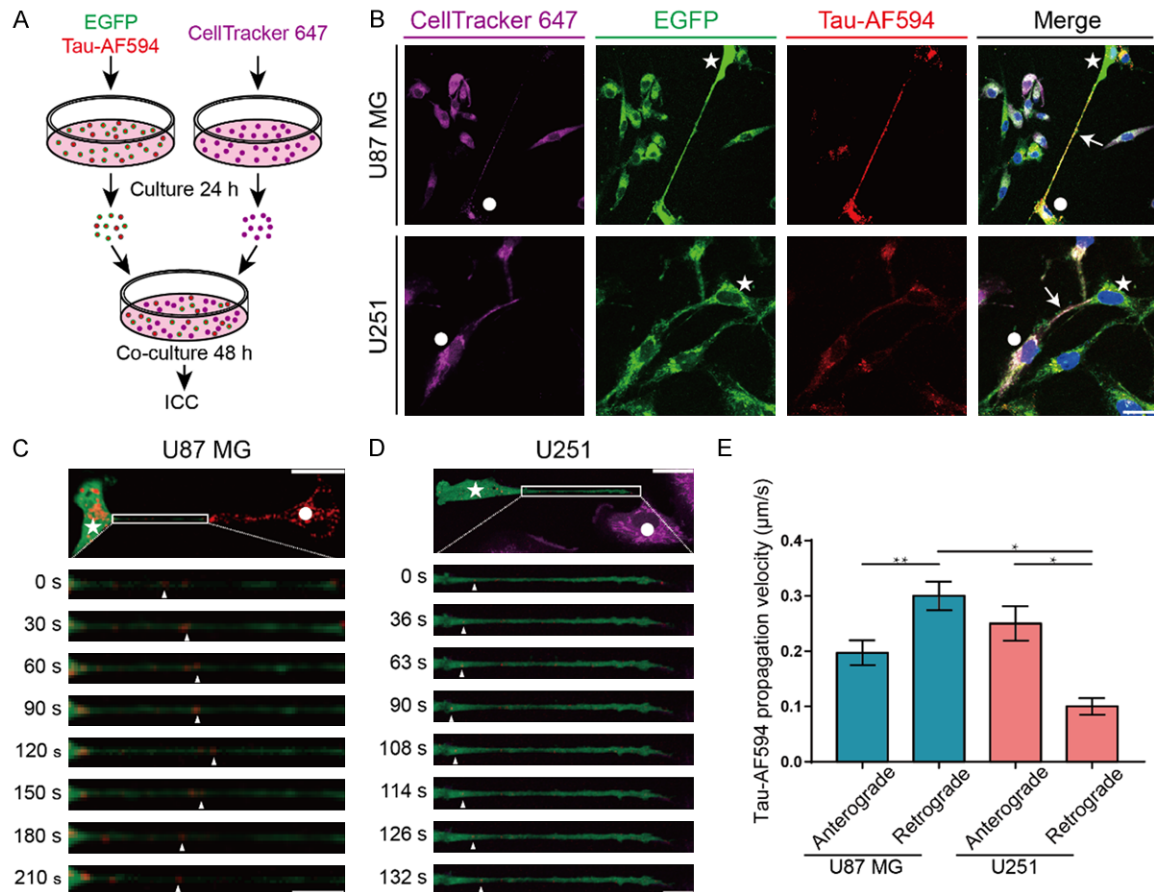 A
EGFP
Tau-AF594
CellTracker 647
Culture 24 h
Co-culture 48 h
ICC
B
CellTracker 647
EGFP
Tau-AF594
Merge
U87 MG
U251
C
U87 MG
0 s
30 s
60 s
90 s
120 s
150 s
180 s
210 s
D
U251
0 s
36 s
63 s
90 s
108 s
114 s
126 s
132 s
E
Tau-AF594 propagation velocity (µm/s)
0.4
0.3
0.2
0.1
0.0
**
*
*
Anterograde
Retrograde
Anterograde
Retrograde
U87 MG
U251